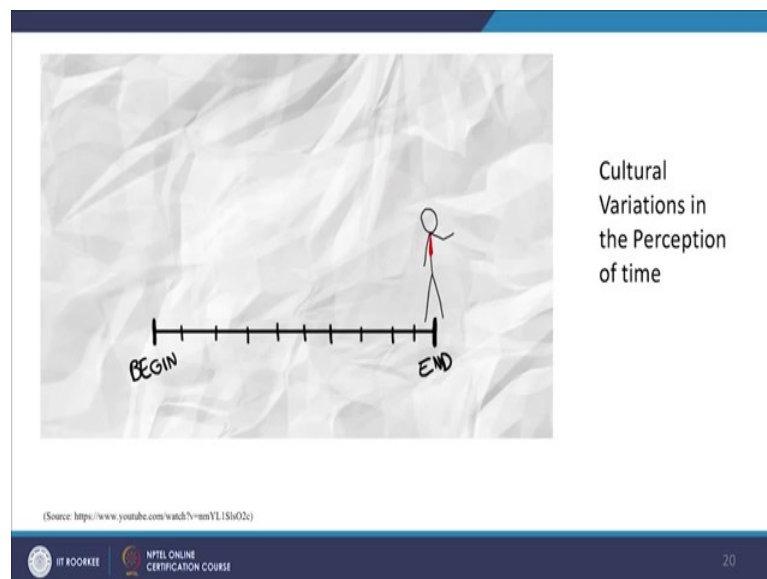 Cultural
Variations in
the Perception
of time
BEGIN
END
(Source: https://www.youtube.com/watch?v=nmYL1SlsO2c)
IIT ROORKEE
NPTEL ONLINE
CERTIFICATION COURSE
20